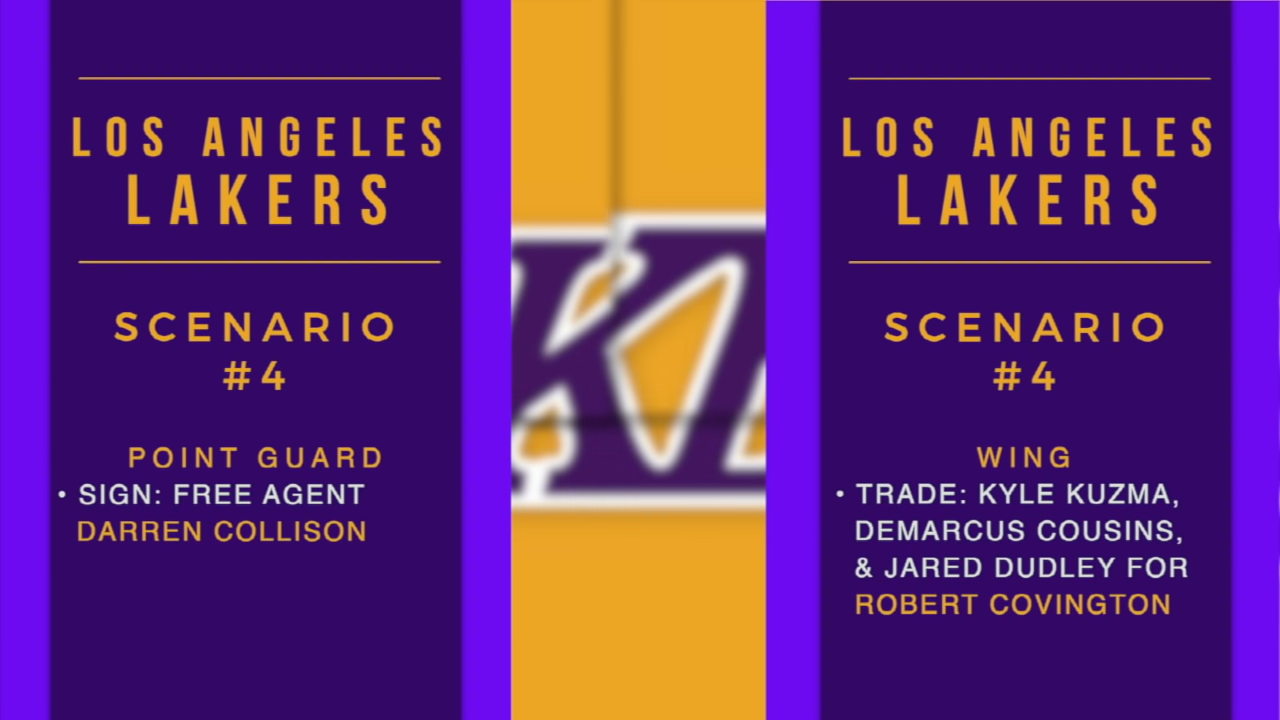 LOS ANGELES
LAKERS
SCENARIO
#4
POINT GUARD
• SIGN: FREE AGENT
DARREN COLLISON
LOS ANGELES
LAKERS
SCENARIO
#4
WING
• TRADE: KYLE KUZMA,
DEMARCUS COUSINS,
& JARED DUDLEY FOR
ROBERT COVINGTON